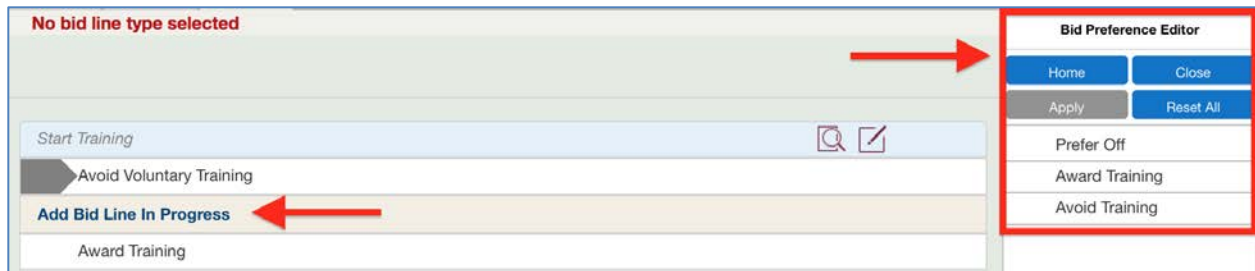 No bid line type selected
Start Training
Avoid Voluntary Training
Add Bid Line In Progress
Award Training
Bid Preference Editor
Home Close
Apply Reset All
Prefer Off
Award Training
Avoid Training